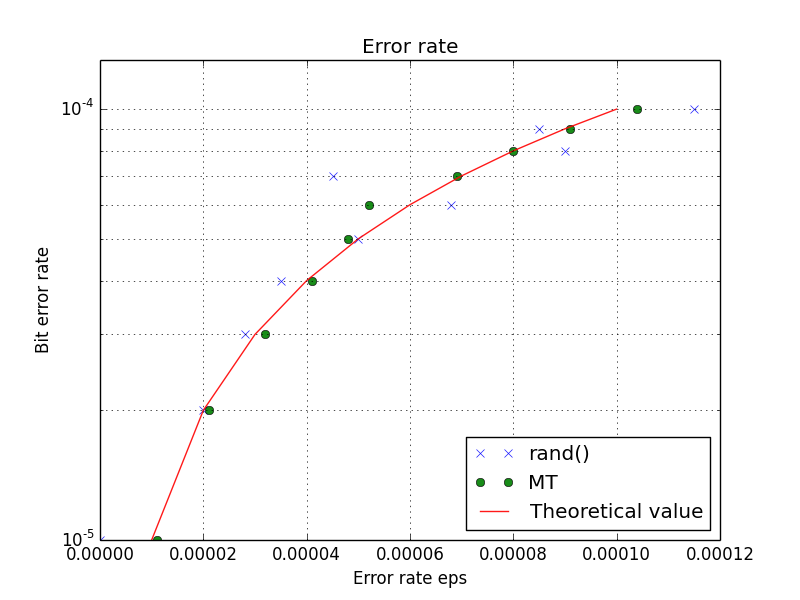 Error rate
Bit error rate
10^-4
10^-5
0.00000 0.00002 0.00004 0.00006 0.00008 0.00010 0.00012
Error rate eps
rand()
MT
Theoretical value